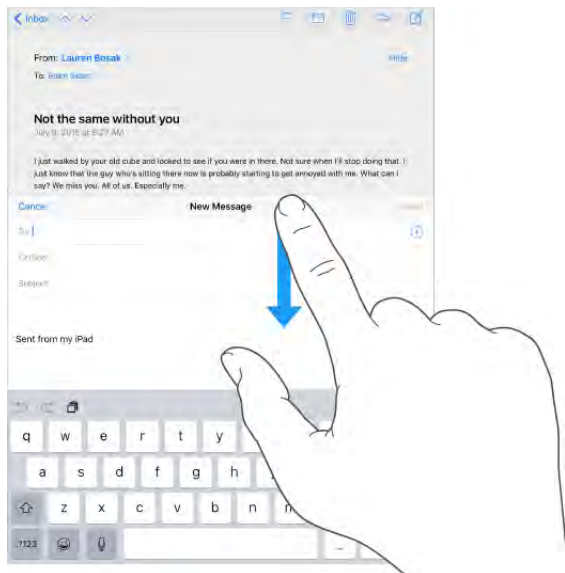 Inbox
From: Lauren Bosak
Hide
To:
Not the same without you
July 9, 2015 at 9:27 AM
I just walked by your old cube and looked to see if you were in there. Not sure when I'll stop doing that. I
just know that the guy who's sitting there now is probably starting to get annoyed with me. What can I
say? We miss you. All of us. Especially me.
Cancel New Message
To:
Cc/Bcc:
Subject:
Sent from my iPad
q w e r t y
a s d f g h
z x c v b n m
.?123